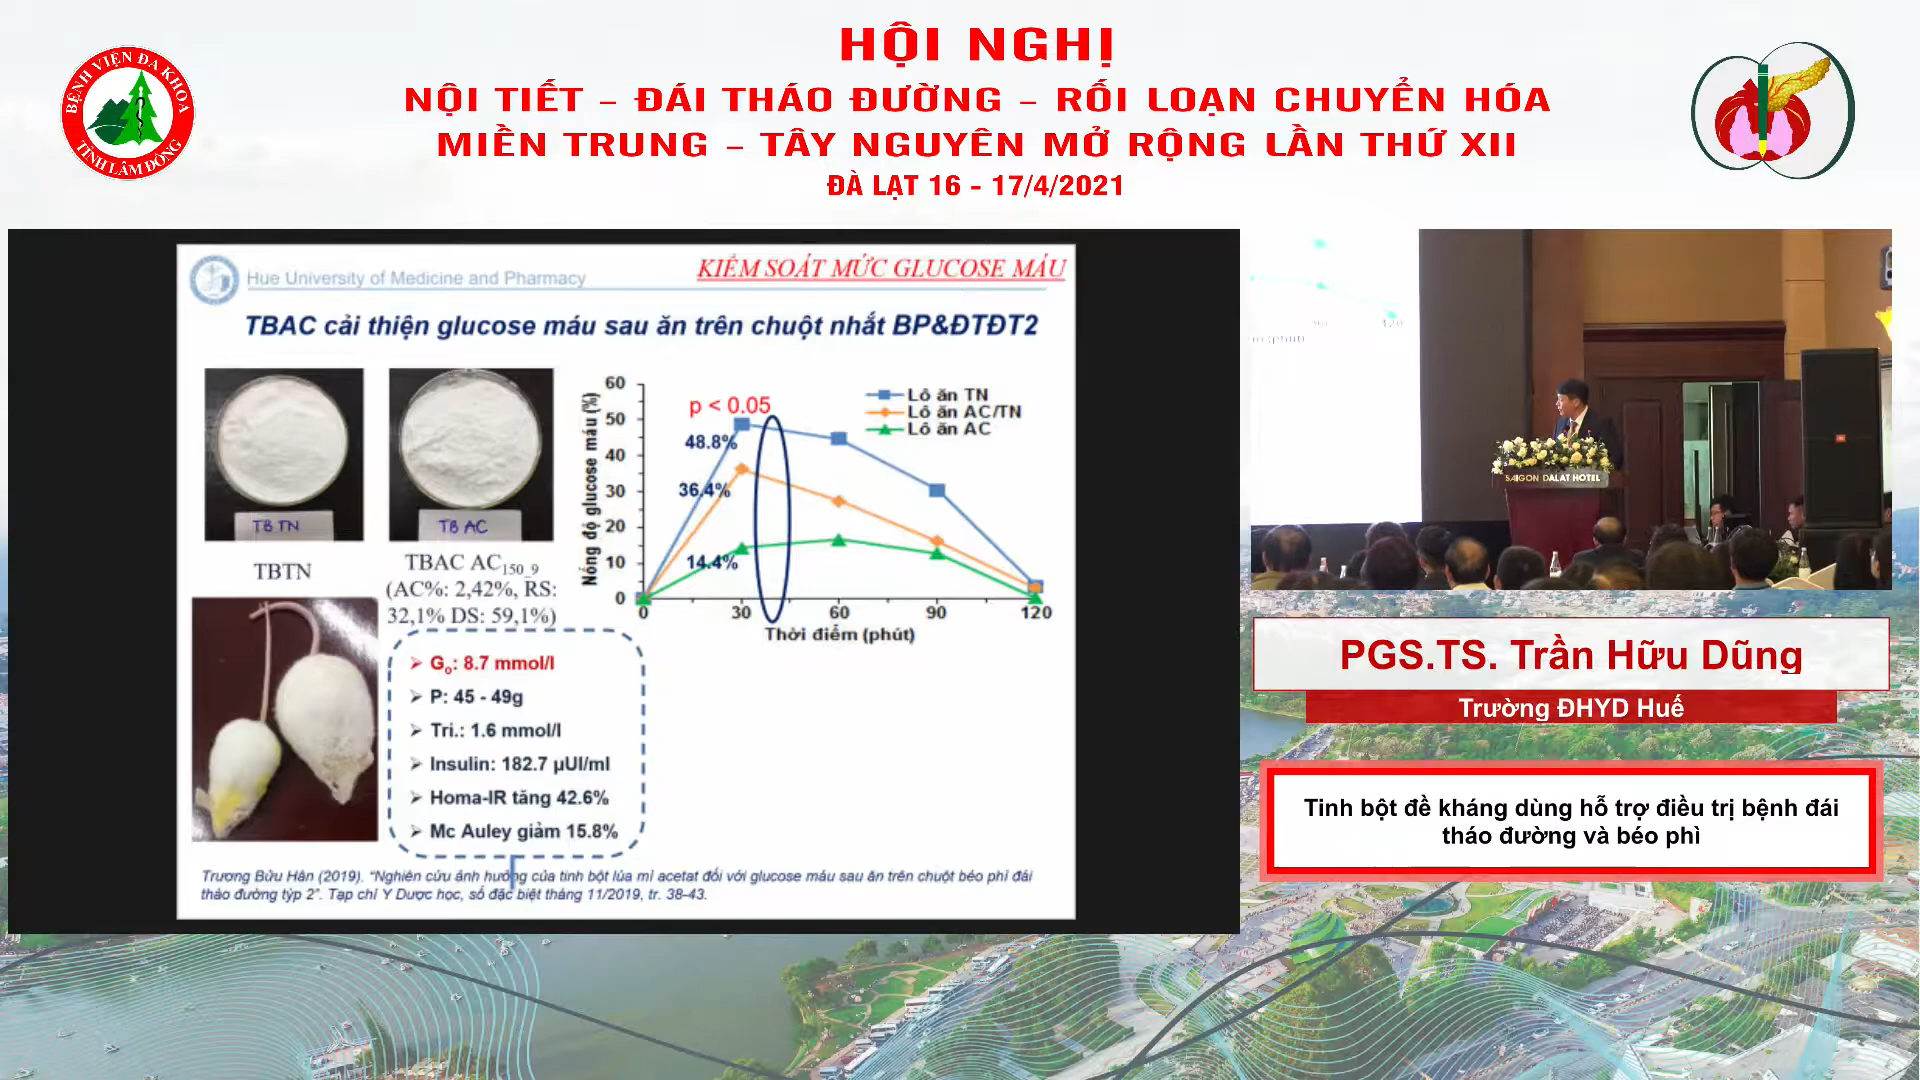 HỘI NGHỊ
NỘI TIẾT – ĐÁI THÁO ĐƯỜNG – RỐI LOẠN CHUYỂN HÓA
MIỀN TRUNG – TÂY NGUYÊN MỞ RỘNG LẦN THỨ XII
ĐÀ LẠT 16 - 17/4/2021
BỆNH VIỆN ĐA KHOA
TỈNH LÂM ĐỒNG
Hue University of Medicine and Pharmacy
KIỂM SOÁT MỨC GLUCOSE MÁU
TBAC cải thiện glucose máu sau ăn trên chuột nhắt BP&ĐTĐT2
TB TN
TB AC
TBTN
TBAC AC150_9
(AC%: 2,42%, RS:
32,1% DS: 59,1%)
Nồng độ glucose máu (%)
60
50
40
30
20
10
0
p < 0.05
48.8%
36.4%
14.4%
Lô ăn TN
Lô ăn AC/TN
Lô ăn AC
0 30 60 90 120
Thời điểm (phút)
➢ Go: 8.7 mmol/l
➢ P: 45 - 49g
➢ Tri.: 1.6 mmol/l
➢ Insulin: 182.7 µUI/ml
➢ Homa-IR tăng 42.6%
➢ Mc Auley giảm 15.8%
Trương Bửu Hân (2019). “Nghiên cứu ảnh hưởng của tinh bột lúa mì acetat đối với glucose máu sau ăn trên chuột béo phì đái
tháo đường týp 2”. Tạp chí Y Dược học, số đặc biệt tháng 11/2019, tr. 38-43.
120
SAIGON DALAT HOTEL
PGS.TS. Trần Hữu Dũng
Trường ĐHYD Huế
Tinh bột đề kháng dùng hỗ trợ điều trị bệnh đái
tháo đường và béo phì